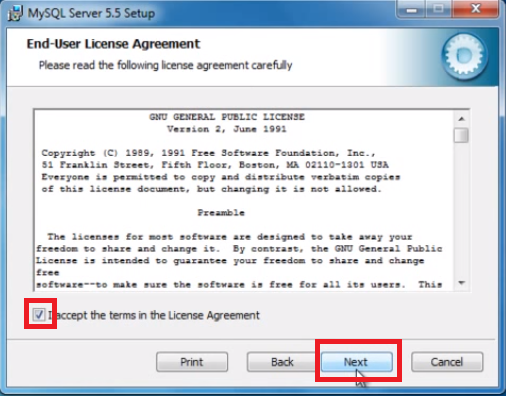 MySQL Server 5.5 Setup
End-User License Agreement
Please read the following license agreement carefully
GNU GENERAL PUBLIC LICENSE
Version 2, June 1991
Copyright (C) 1989, 1991 Free Software Foundation, Inc.,
51 Franklin Street, Fifth Floor, Boston, MA 02110-1301 USA
Everyone is permitted to copy and distribute verbatim copies
of this license document, but changing it is not allowed.
Preamble
The licenses for most software are designed to take away your
freedom to share and change it.  By contrast, the GNU General Public
License is intended to guarantee your freedom to share and change
free
software--to make sure the software is free for all its users.  This
I accept the terms in the License Agreement
Print Back Next Cancel